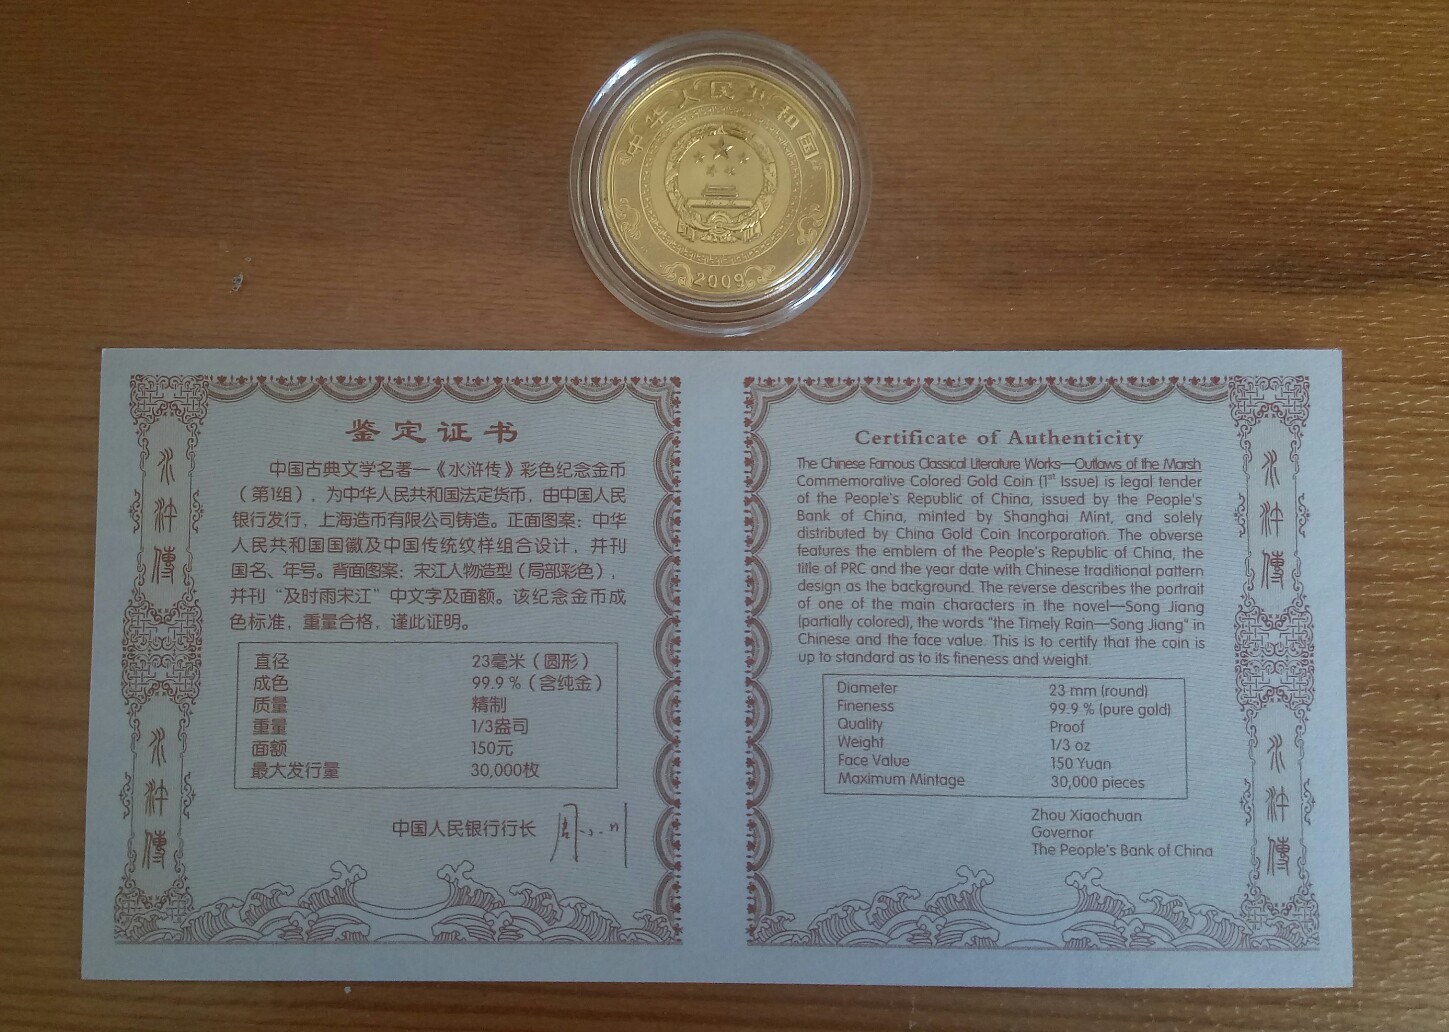 中华人民共和国
2009
水滸傳
水滸傳
鉴定证书
中国古典文学名著—《水浒传》彩色纪念金币
（第1组），为中华人民共和国法定货币，由中国人民
银行发行，上海造币有限公司铸造。正面图案：中华
人民共和国国徽及中国传统纹样组合设计，并刊
国名、年号。背面图案：宋江人物造型（局部彩色），
并刊“及时雨宋江”中文字及面额。该纪念金币成
色标准，重量合格，谨此证明。
直径 23毫米（圆形）
成色 99.9 %（含纯金）
质量 精制
重量 1/3盎司
面额 150元
最大发行量 30,000枚
中国人民银行行长 周小川
Certificate of Authenticity
The Chinese Famous Classical Literature Works—Outlaws of the Marsh
Commemorative Colored Gold Coin (1st Issue) is legal tender
of the People's Republic of China, issued by the People's
Bank of China, minted by Shanghai Mint, and solely
distributed by China Gold Coin Incorporation. The obverse
features the emblem of the People's Republic of China, the
title of PRC and the year date with Chinese traditional pattern
design as the background. The reverse describes the portrait
of one of the main characters in the novel—Song Jiang
(partially colored), the words "the Timely Rain—Song Jiang" in
Chinese and the face value. This is to certify that the coin is
up to standard as to its fineness and weight.
Diameter 23 mm (round)
Fineness 99.9 % (pure gold)
Quality Proof
Weight 1/3 oz
Face Value 150 Yuan
Maximum Mintage 30,000 pieces
Zhou Xiaochuan
Governor
The People's Bank of China
水滸傳
水滸傳